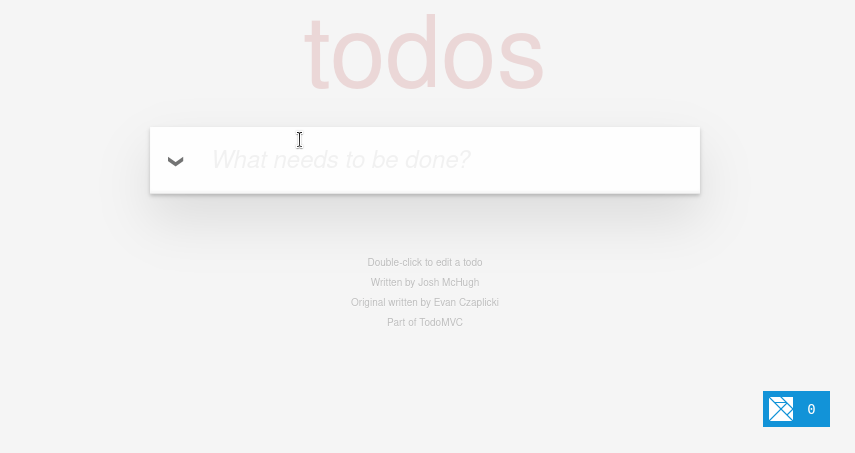 todos
What needs to be done?
Double-click to edit a todo
Written by Josh McHugh
Original written by Evan Czaplicki
Part of TodoMVC
0